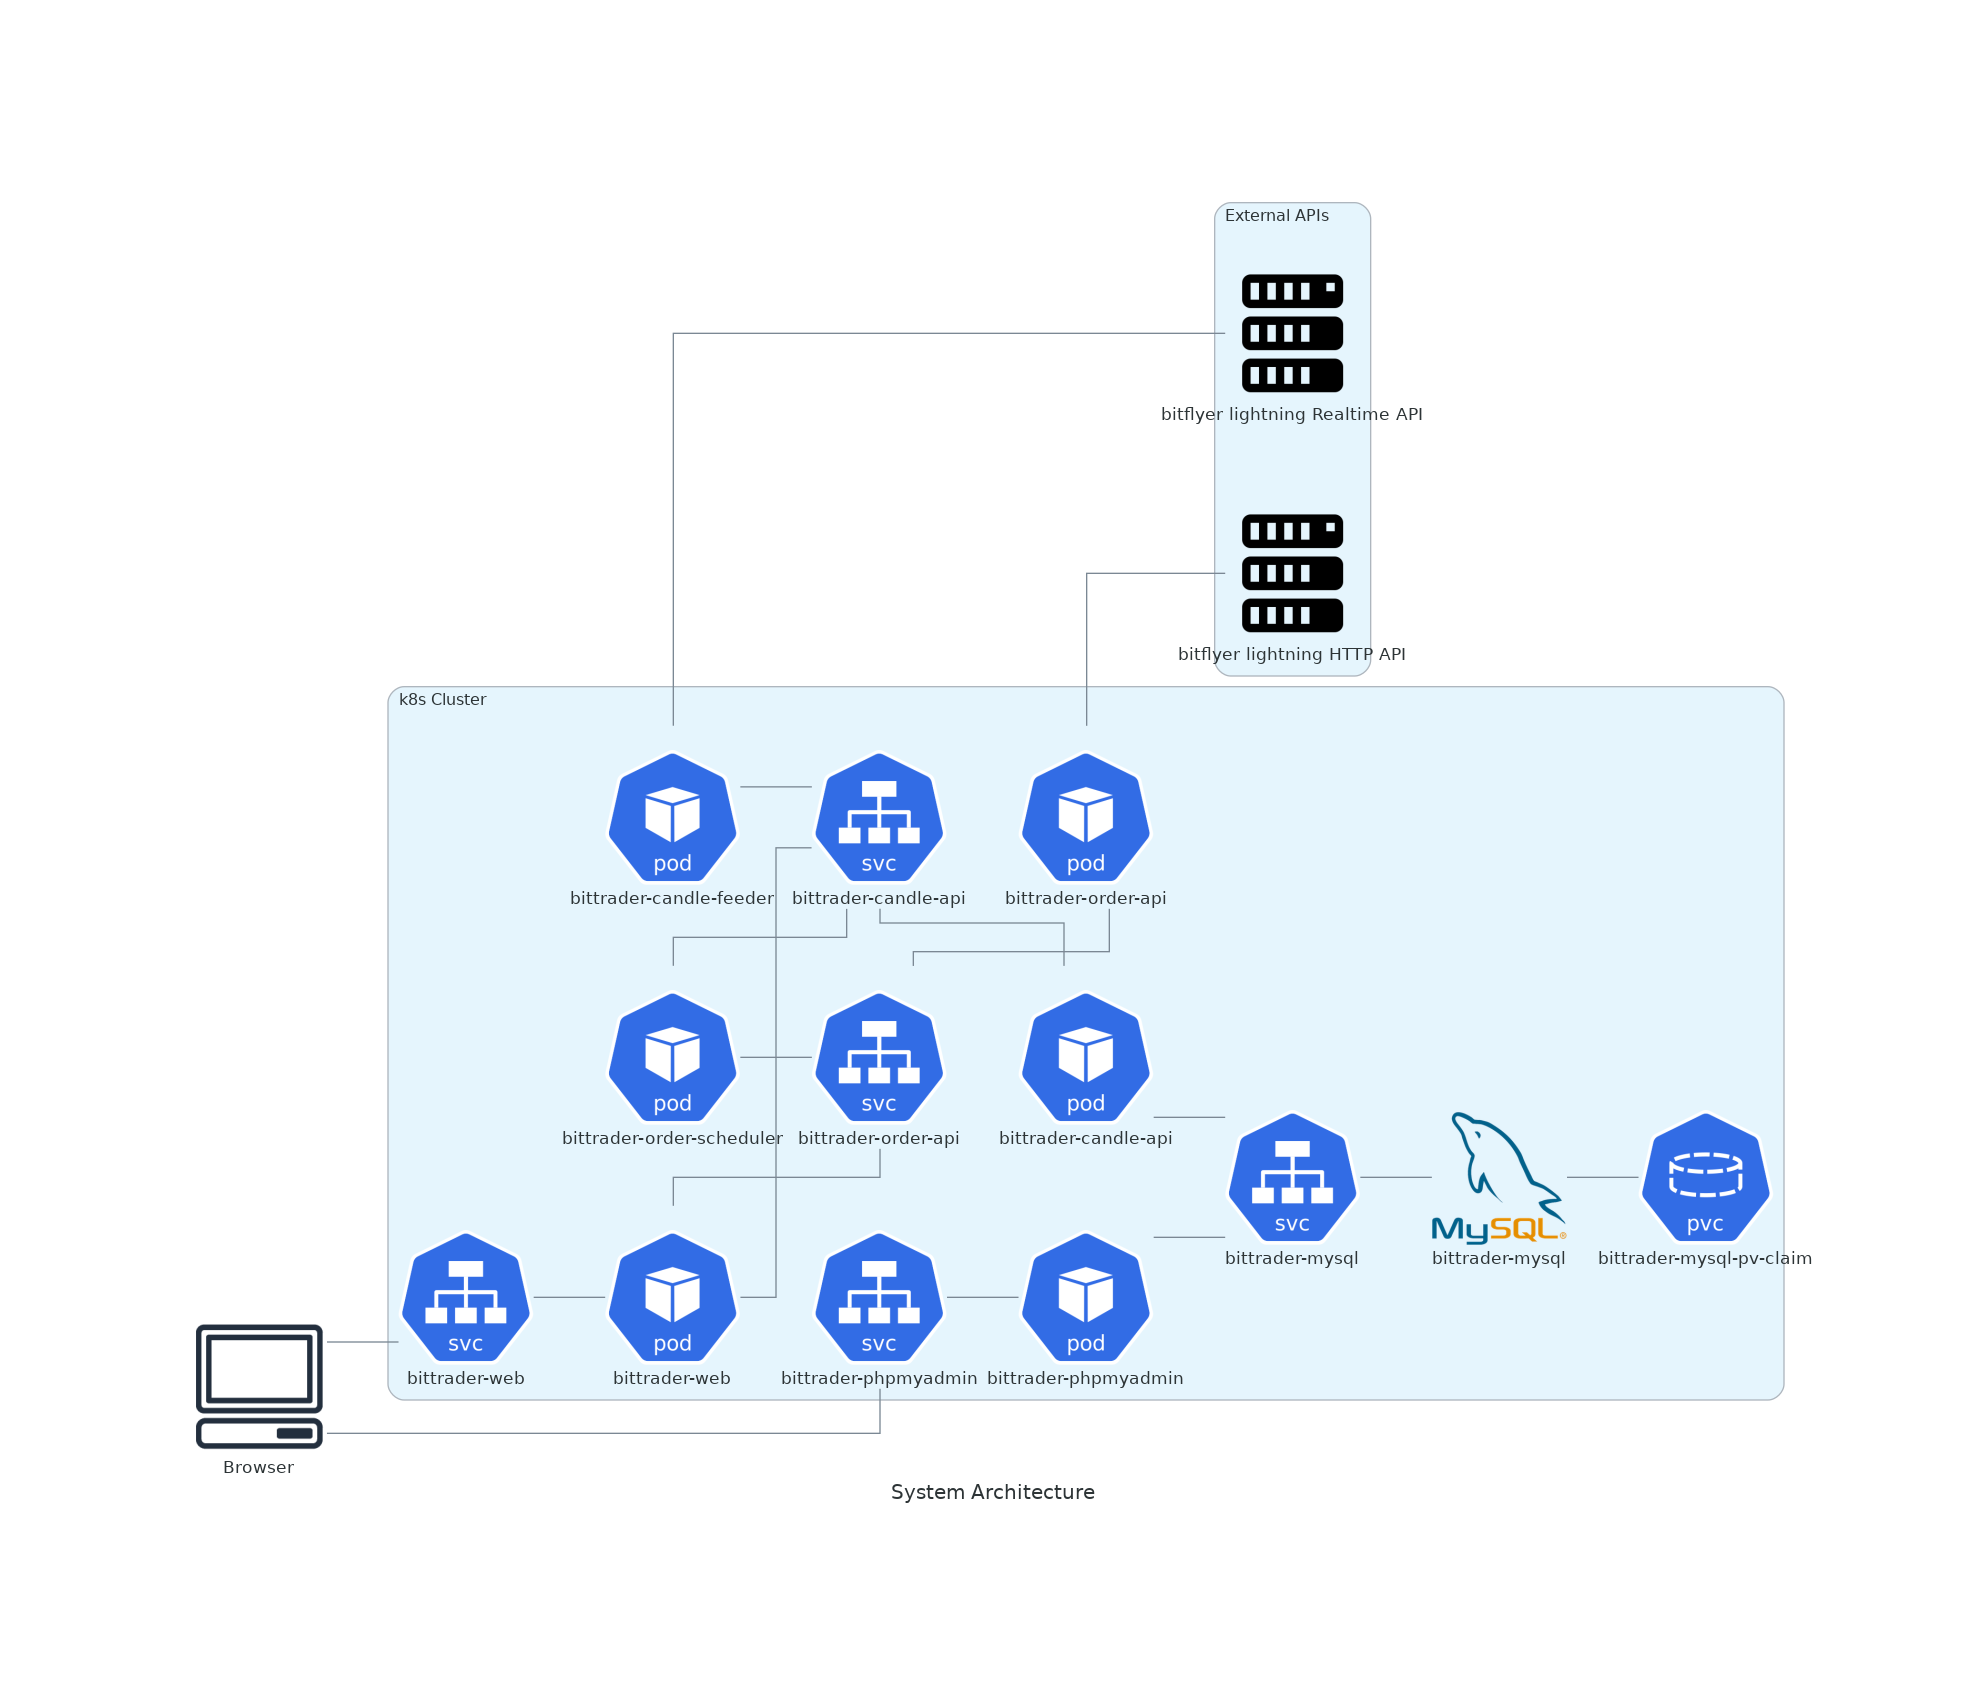 External APIs
bitflyer lightning Realtime API
bitflyer lightning HTTP API
k8s Cluster
pod
svc
pod
bittrader-candle-feeder
bittrader-candle-api
bittrader-order-api
pod
svc
pod
bittrader-order-scheduler
bittrader-order-api
bittrader-candle-api
svc
MySQL®
pvc
bittrader-mysql
bittrader-mysql
bittrader-mysql-pv-claim
svc
pod
svc
pod
bittrader-web
bittrader-web
bittrader-phpmyadmin
bittrader-phpmyadmin
Browser
System Architecture